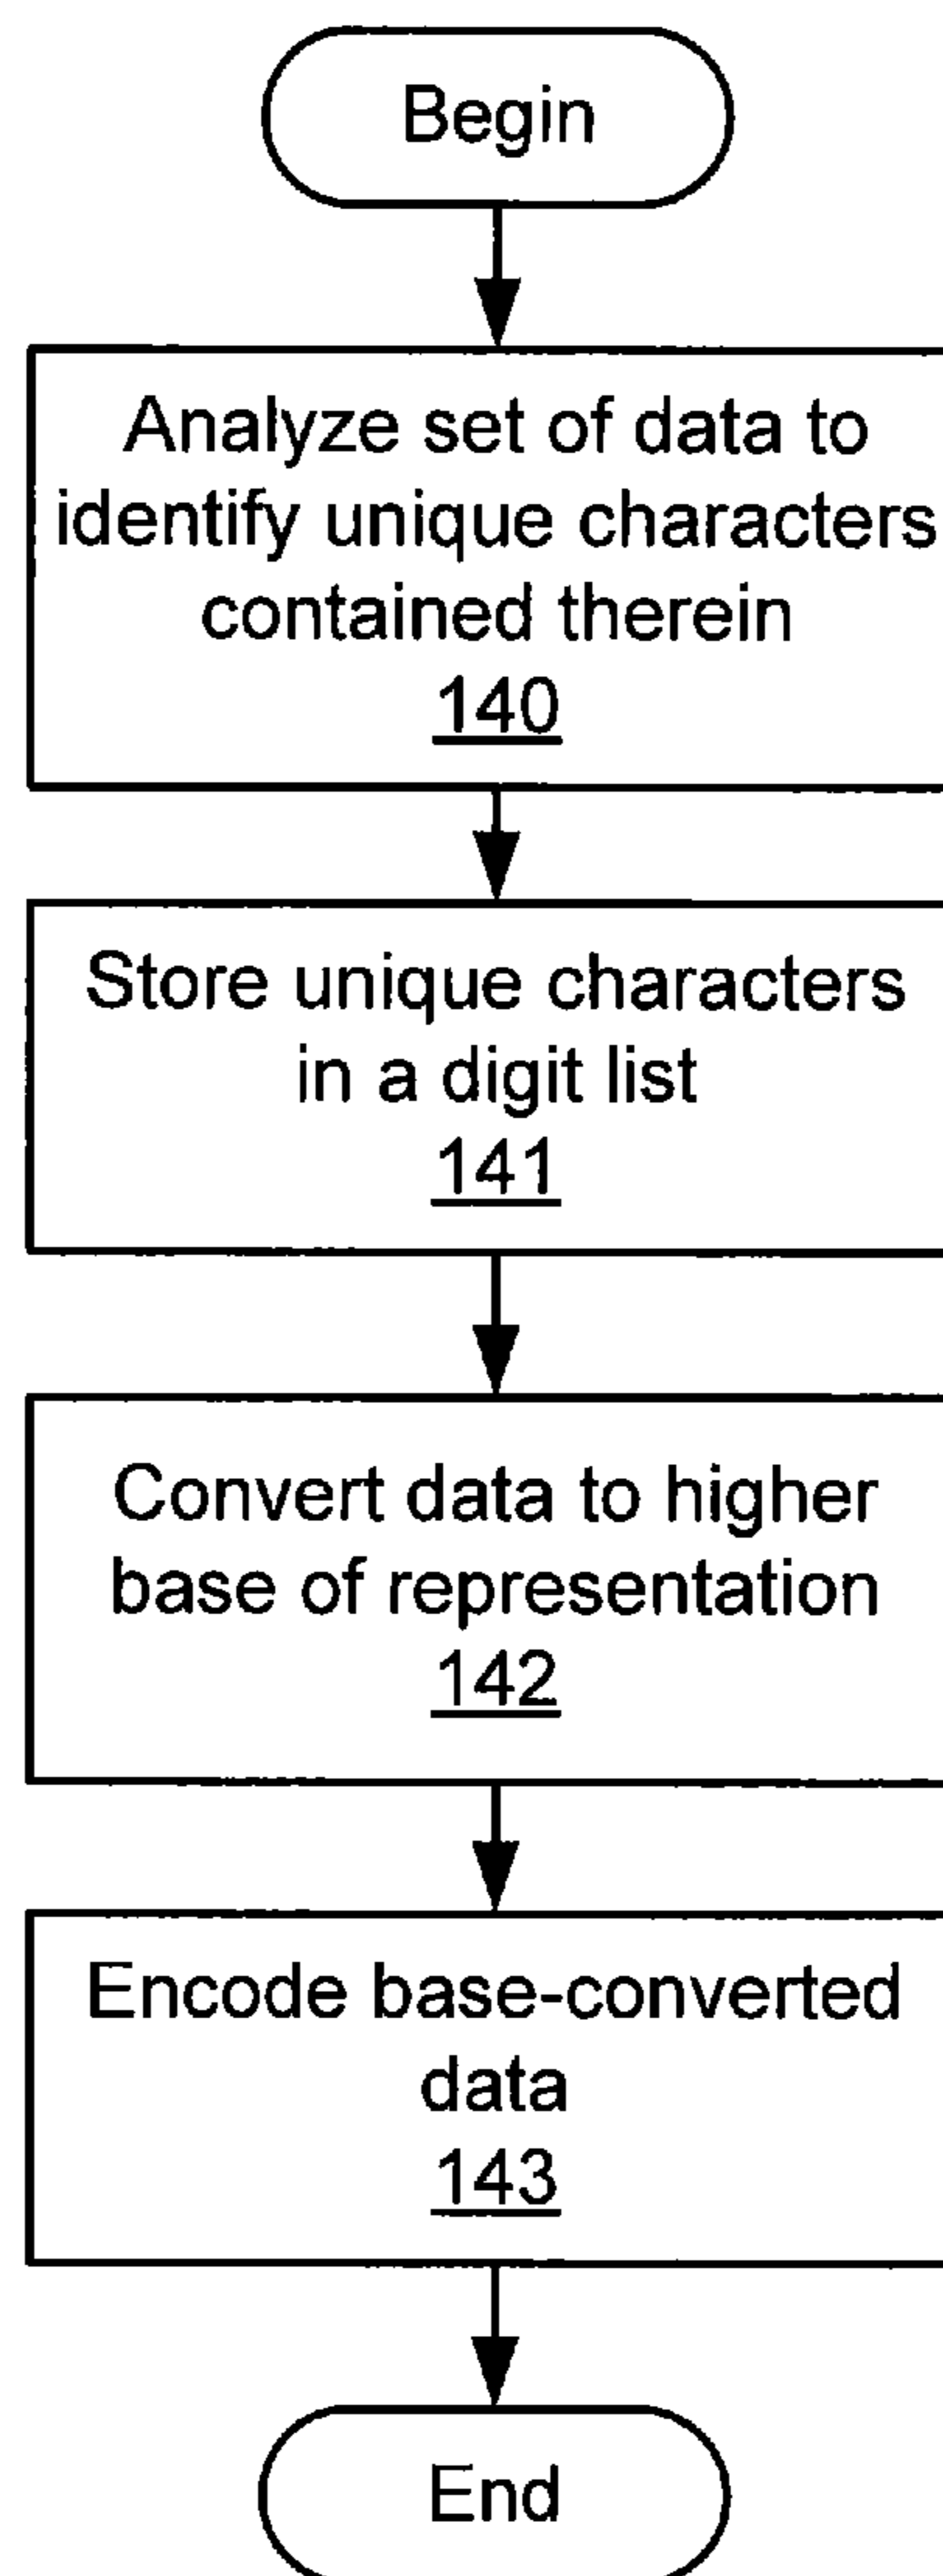 Begin
Analyze set of data to
identify unique characters
contained therein
140
Store unique characters
in a digit list
141
Convert data to higher
base of representation
142
Encode base-converted
data
143
End